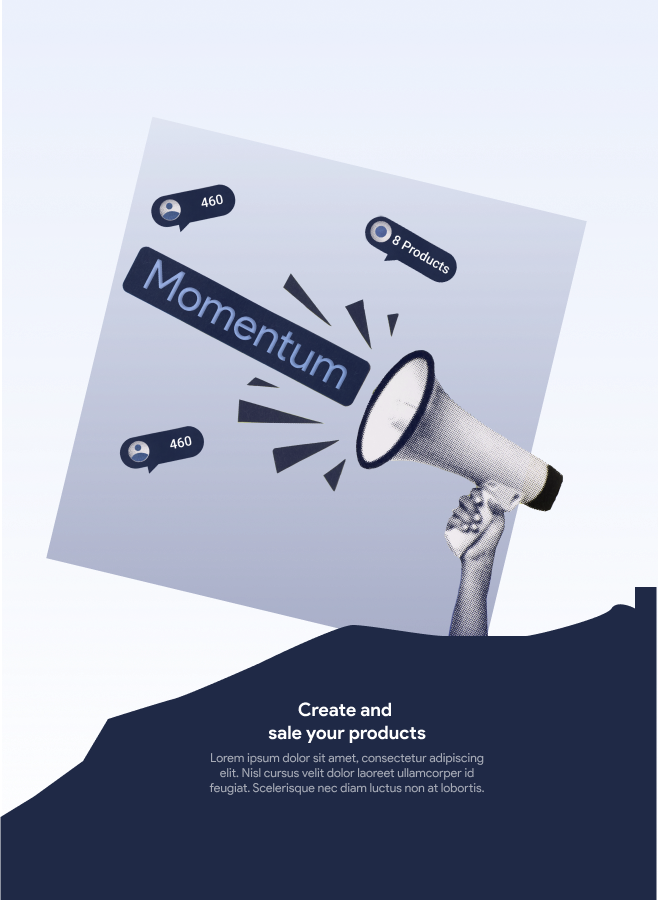 460
8 Products
Momentum
460
Create and
sale your products
Lorem ipsum dolor sit amet, consectetur adipiscing
elit. Nisl cursus velit dolor laoreet ullamcorper id
feugiat. Scelerisque nec diam luctus non at lobortis.